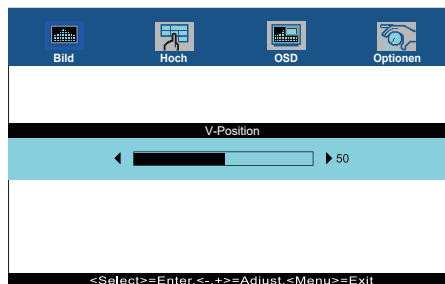 Bild Hoch OSD Optionen
V-Position
50
<Select>=Enter,<-,+>=Adjust,<Menu>=Exit